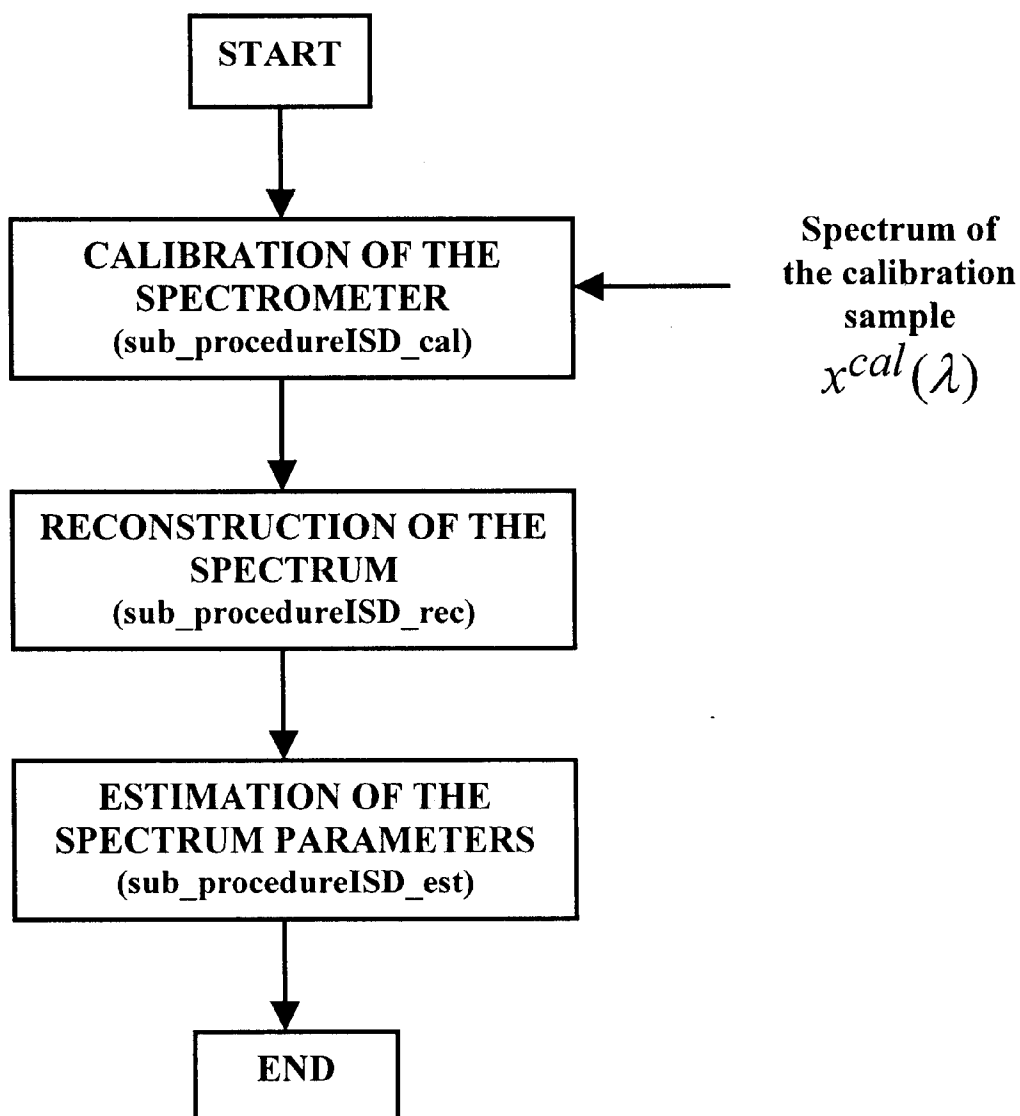 START
CALIBRATION OF THE
SPECTROMETER
(sub_procedureISD_cal)
Spectrum of
the calibration
sample
x^{cal}(λ)
RECONSTRUCTION OF THE
SPECTRUM
(sub_procedureISD_rec)
ESTIMATION OF THE
SPECTRUM PARAMETERS
(sub_procedureISD_est)
END